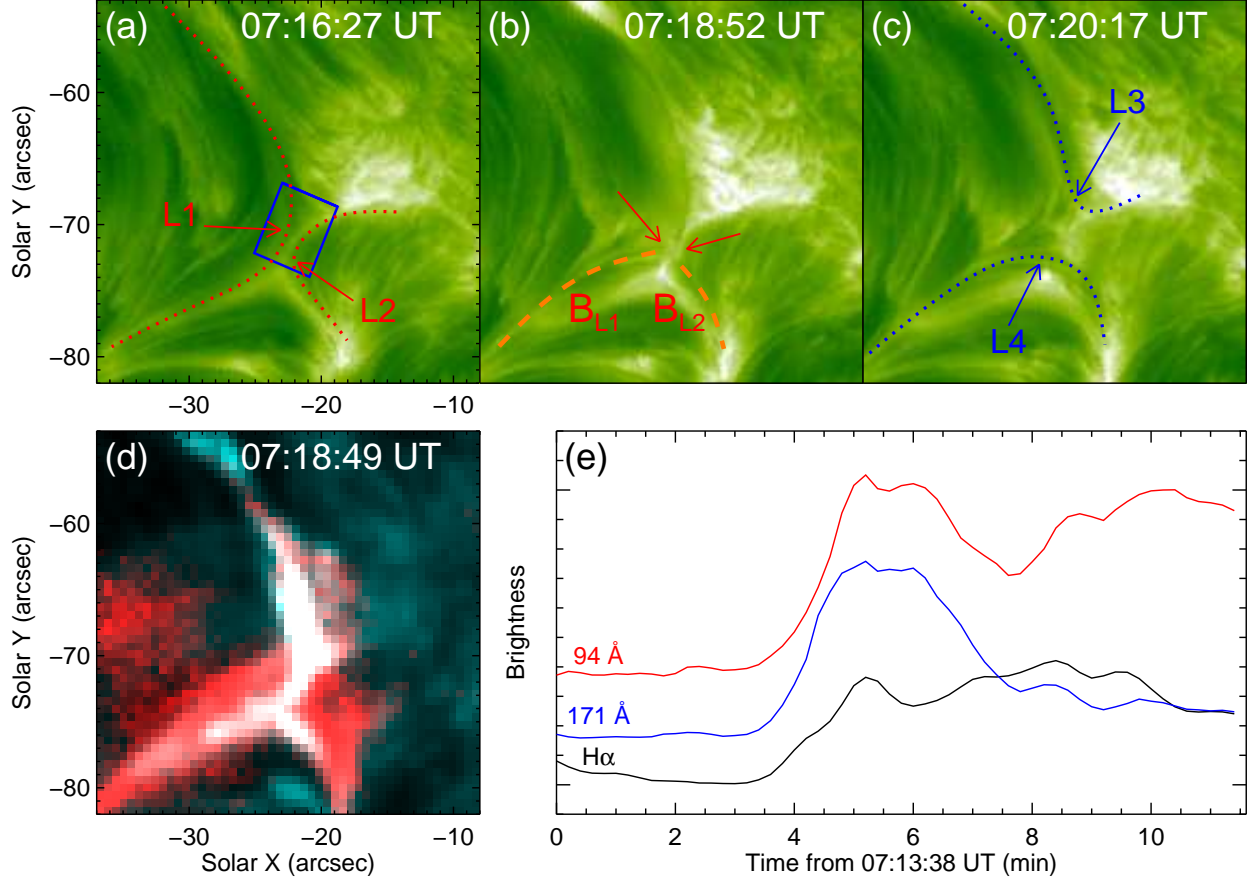 (a) 07:16:27 UT
(b) 07:18:52 UT
(c) 07:20:17 UT
Solar Y (arcsec)
−60
−70
−80
L1
L2
B_L1
B_L2
L3
L4
−30
−20
−10
(d) 07:18:49 UT
Solar Y (arcsec)
−60
−70
−80
−30
−20
−10
Solar X (arcsec)
(e)
Brightness
94 Å
171 Å
Hα
0 2 4 6 8 10
Time from 07:13:38 UT (min)